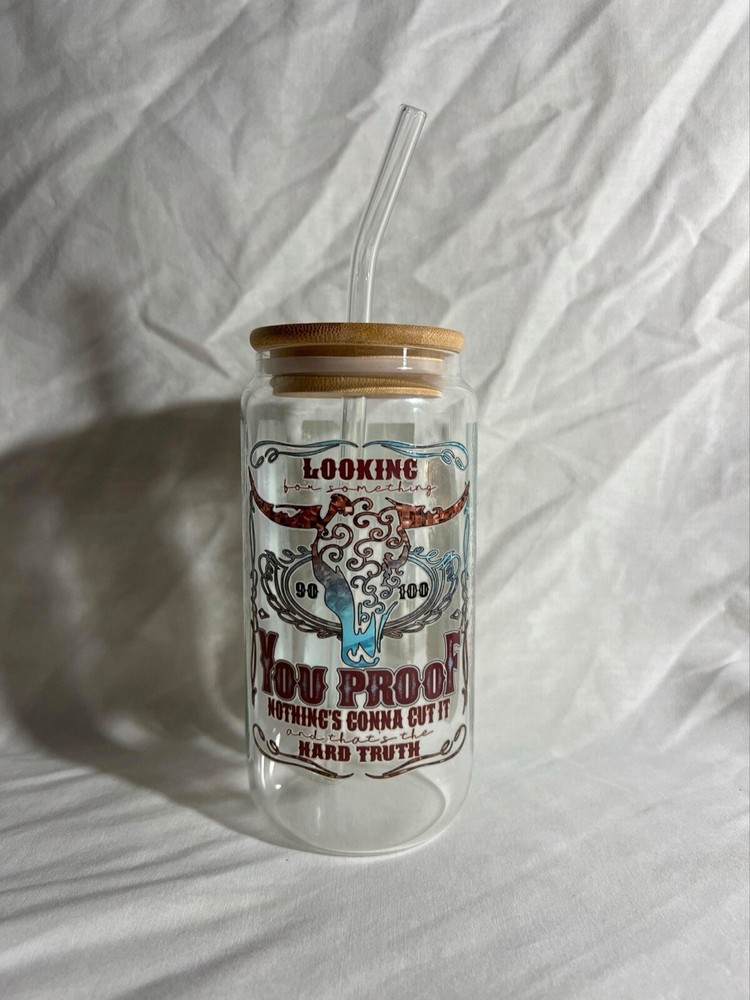 LOOKING
for something
90 100
YOU PROOF
NOTHING'S GONNA CUT IT
and that's the
HARD TRUTH